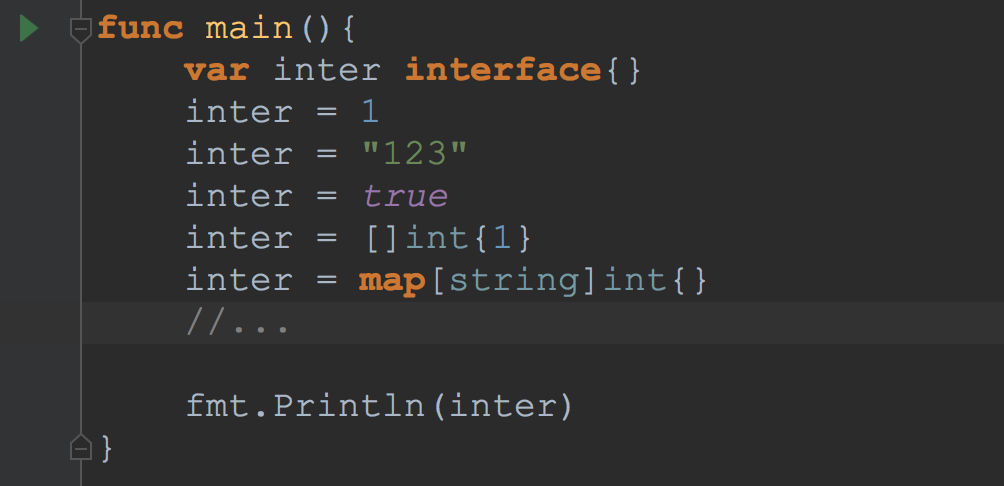 func main(){
var inter interface{}
inter = 1
inter = "123"
inter = true
inter = []int{1}
inter = map[string]int{}
//...
fmt.Println(inter)
}